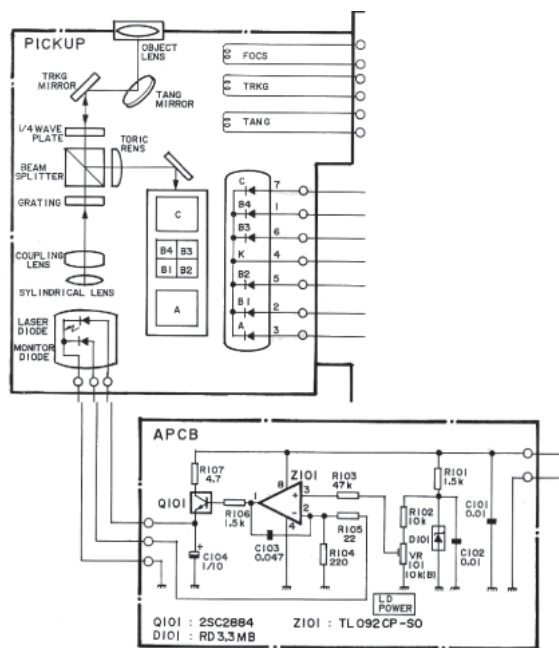 PICKUP
OBJECT
LENS
TRKG
MIRROR
TANG
MIRROR
FOCS
TRKG
TANG
1/4 WAVE
PLATE
TORIC
RENS
BEAM
SPLITTER
GRATING
COUPLING
LENS
SYLINDRICAL LENS
LASER
DIODE
MONITOR
DIODE
C
B4 B3
B1 B2
A
C 7
B4 1
B3 6
K 4
B2 5
B1 2
A 3
APCB
R107
4.7
Q101
R106
1.5k
Z101
8
1
3
2
4
+
-
R103
47k
C103
0.047
R105
22
R104
220
+
C104
1/10
R101
1.5k
R102
10k
D101
VR
101
10k(B)
C101
0.01
C102
0.01
LD
POWER
Q101 : 2SC2884
Z101 : TL092CP-SO
D101 : RD3.3MB